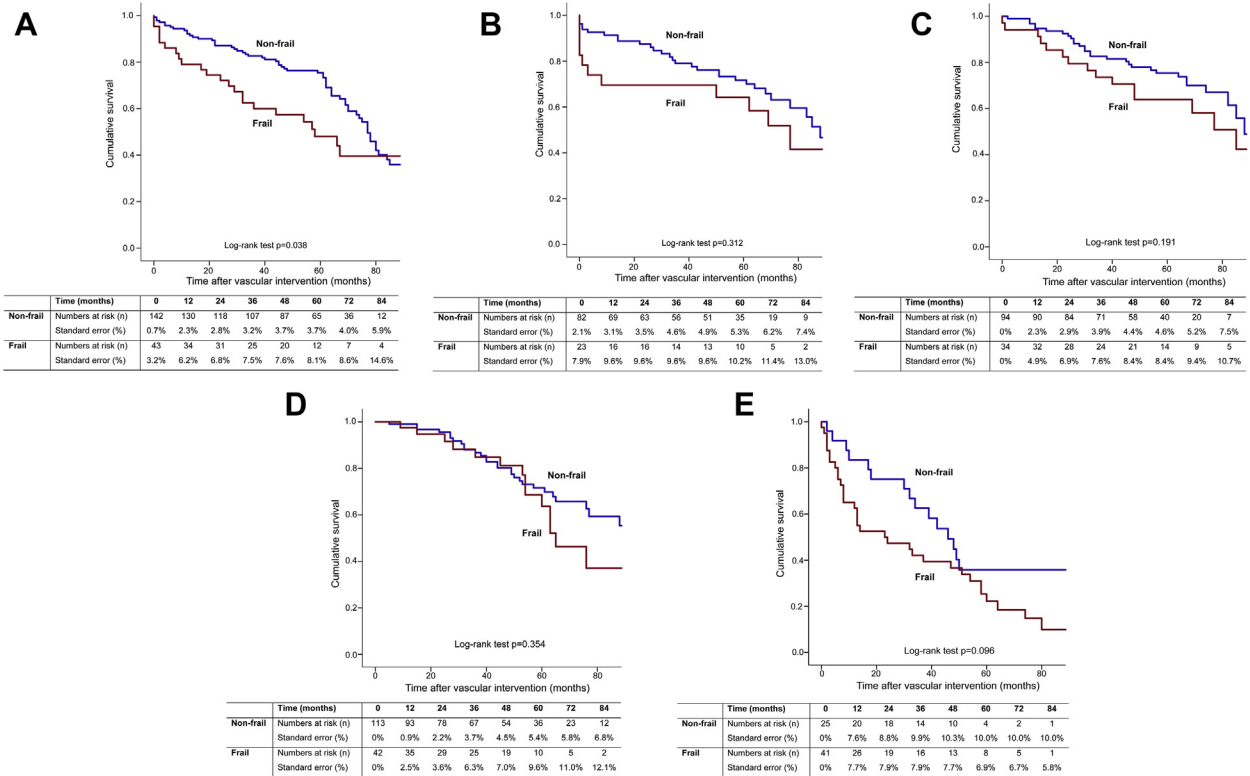 A
1.0
0.8
0.6
0.4
0.2
0.0
Cumulative survival
Non-frail
Frail
Log-rank test p=0.038
0 20 40 60 80
Time after vascular intervention (months)
Time (months) 0 12 24 36 48 60 72 84
Non-frail Numbers at risk (n) 142 130 118 107 87 65 36 12
Standard error (%) 0.7% 2.3% 2.8% 3.2% 3.7% 3.7% 4.0% 5.9%
Frail Numbers at risk (n) 43 34 31 25 20 12 7 4
Standard error (%) 3.2% 6.2% 6.8% 7.5% 7.6% 8.1% 8.6% 14.6%
B
1.0
0.8
0.6
0.4
0.2
0.0
Cumulative survival
Non-frail
Frail
Log-rank test p=0.312
0 20 40 60 80
Time after vascular intervention (months)
Time (months) 0 12 24 36 48 60 72 84
Non-frail Numbers at risk (n) 82 69 63 56 51 35 19 9
Standard error (%) 2.1% 3.1% 3.5% 4.6% 4.9% 5.3% 6.2% 7.4%
Frail Numbers at risk (n) 23 16 16 14 13 10 5 2
Standard error (%) 7.9% 9.6% 9.6% 9.6% 9.6% 10.2% 11.4% 13.0%
C
1.0
0.8
0.6
0.4
0.2
0.0
Cumulative survival
Non-frail
Frail
Log-rank test p=0.191
0 20 40 60 80
Time after vascular intervention (months)
Time (months) 0 12 24 36 48 60 72 84
Non-frail Numbers at risk (n) 94 90 84 71 58 40 20 7
Standard error (%) 0% 2.3% 2.9% 3.9% 4.4% 4.6% 5.2% 7.5%
Frail Numbers at risk (n) 34 32 28 24 21 14 9 5
Standard error (%) 0% 4.9% 6.9% 7.6% 8.4% 8.4% 9.4% 10.7%
D
1.0
0.8
0.6
0.4
0.2
0.0
Cumulative survival
Non-frail
Frail
Log-rank test p=0.354
0 20 40 60 80
Time after vascular intervention (months)
Time (months) 0 12 24 36 48 60 72 84
Non-frail Numbers at risk (n) 113 93 78 67 54 36 23 12
Standard error (%) 0% 0.9% 2.2% 3.7% 4.5% 5.4% 5.8% 6.8%
Frail Numbers at risk (n) 42 35 29 25 19 10 5 2
Standard error (%) 0% 2.5% 3.6% 6.3% 7.0% 9.6% 11.0% 12.1%
E
1.0
0.8
0.6
0.4
0.2
0.0
Cumulative survival
Non-frail
Frail
Log-rank test p=0.096
0 20 40 60 80
Time after vascular intervention (months)
Time (months) 0 12 24 36 48 60 72 84
Non-frail Numbers at risk (n) 25 20 18 14 10 4 2 1
Standard error (%) 0% 7.6% 8.8% 9.9% 10.3% 10.0% 10.0% 10.0%
Frail Numbers at risk (n) 41 26 19 16 13 8 5 1
Standard error (%) 0% 7.7% 7.9% 7.9% 7.7% 6.9% 6.7% 5.8%